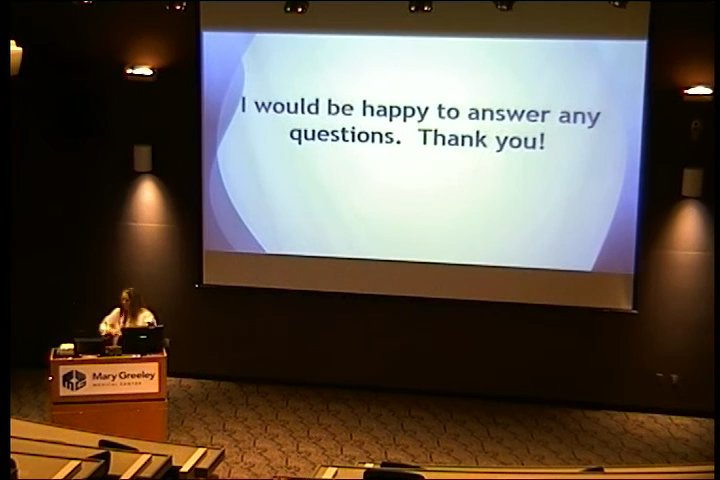 I would be happy to answer any
questions.  Thank you!
Mary Greeley
MEDICAL CENTER